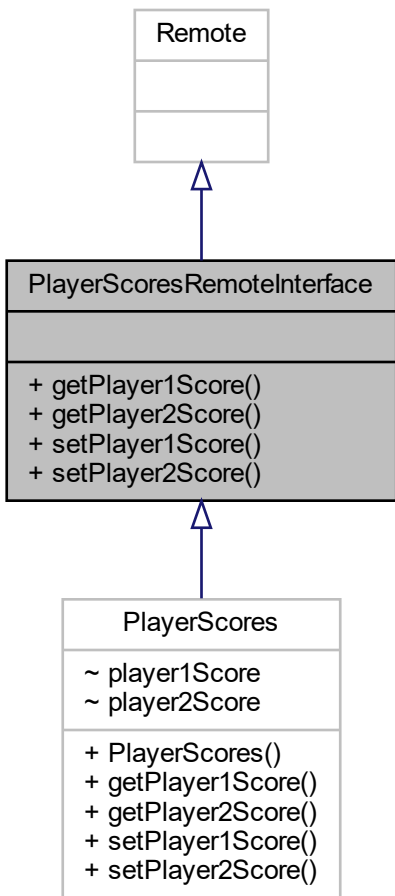 Remote
PlayerScoresRemoteInterface
+ getPlayer1Score()
+ getPlayer2Score()
+ setPlayer1Score()
+ setPlayer2Score()
PlayerScores
~ player1Score
~ player2Score
+ PlayerScores()
+ getPlayer1Score()
+ getPlayer2Score()
+ setPlayer1Score()
+ setPlayer2Score()